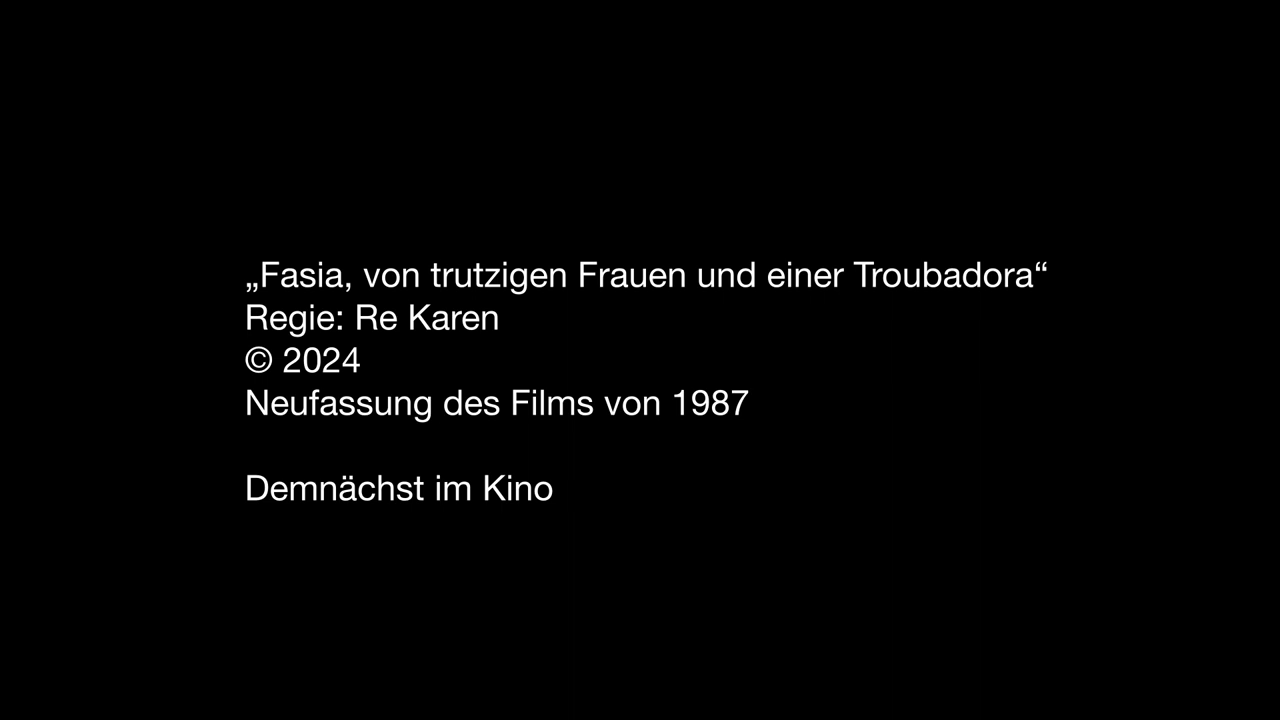 „Fasia, von trutzigen Frauen und einer Troubadora“
Regie: Re Karen
© 2024
Neufassung des Films von 1987
Demnächst im Kino